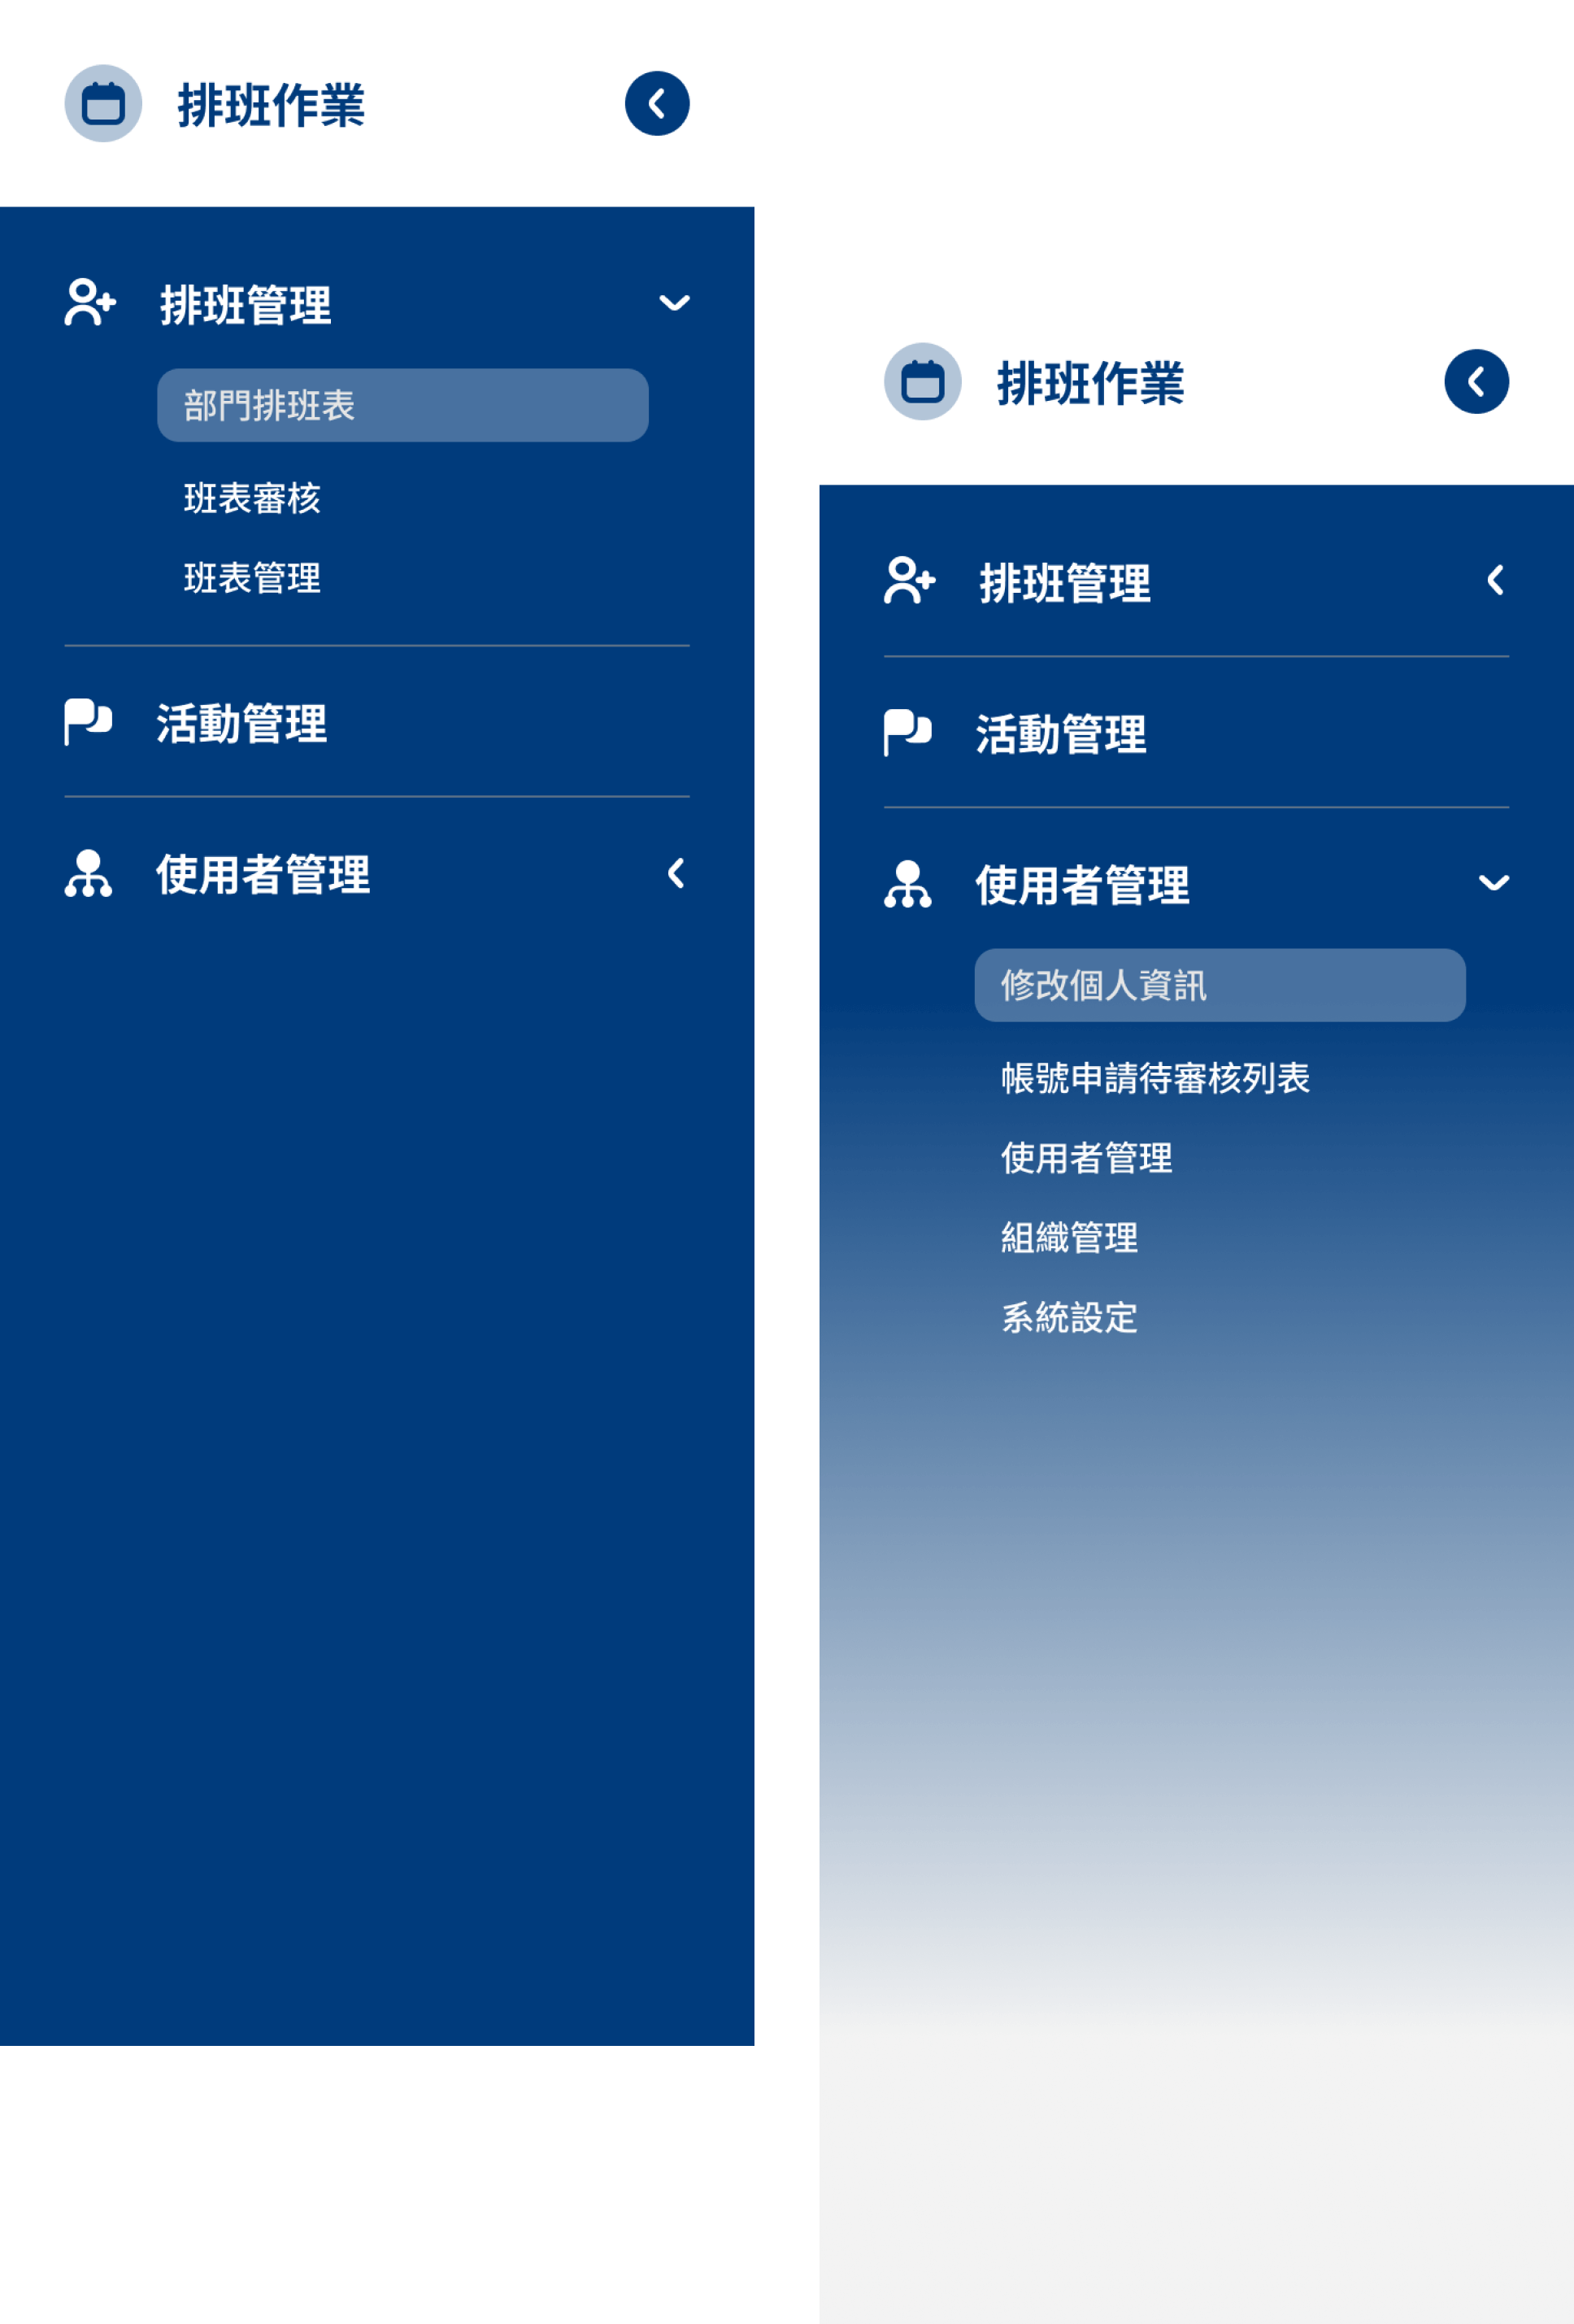 排班作業
排班管理
部門排班表
班表審核
班表管理
活動管理
使用者管理
排班作業
排班管理
活動管理
使用者管理
修改個人資訊
帳號申請待審核列表
使用者管理
組織管理
系統設定